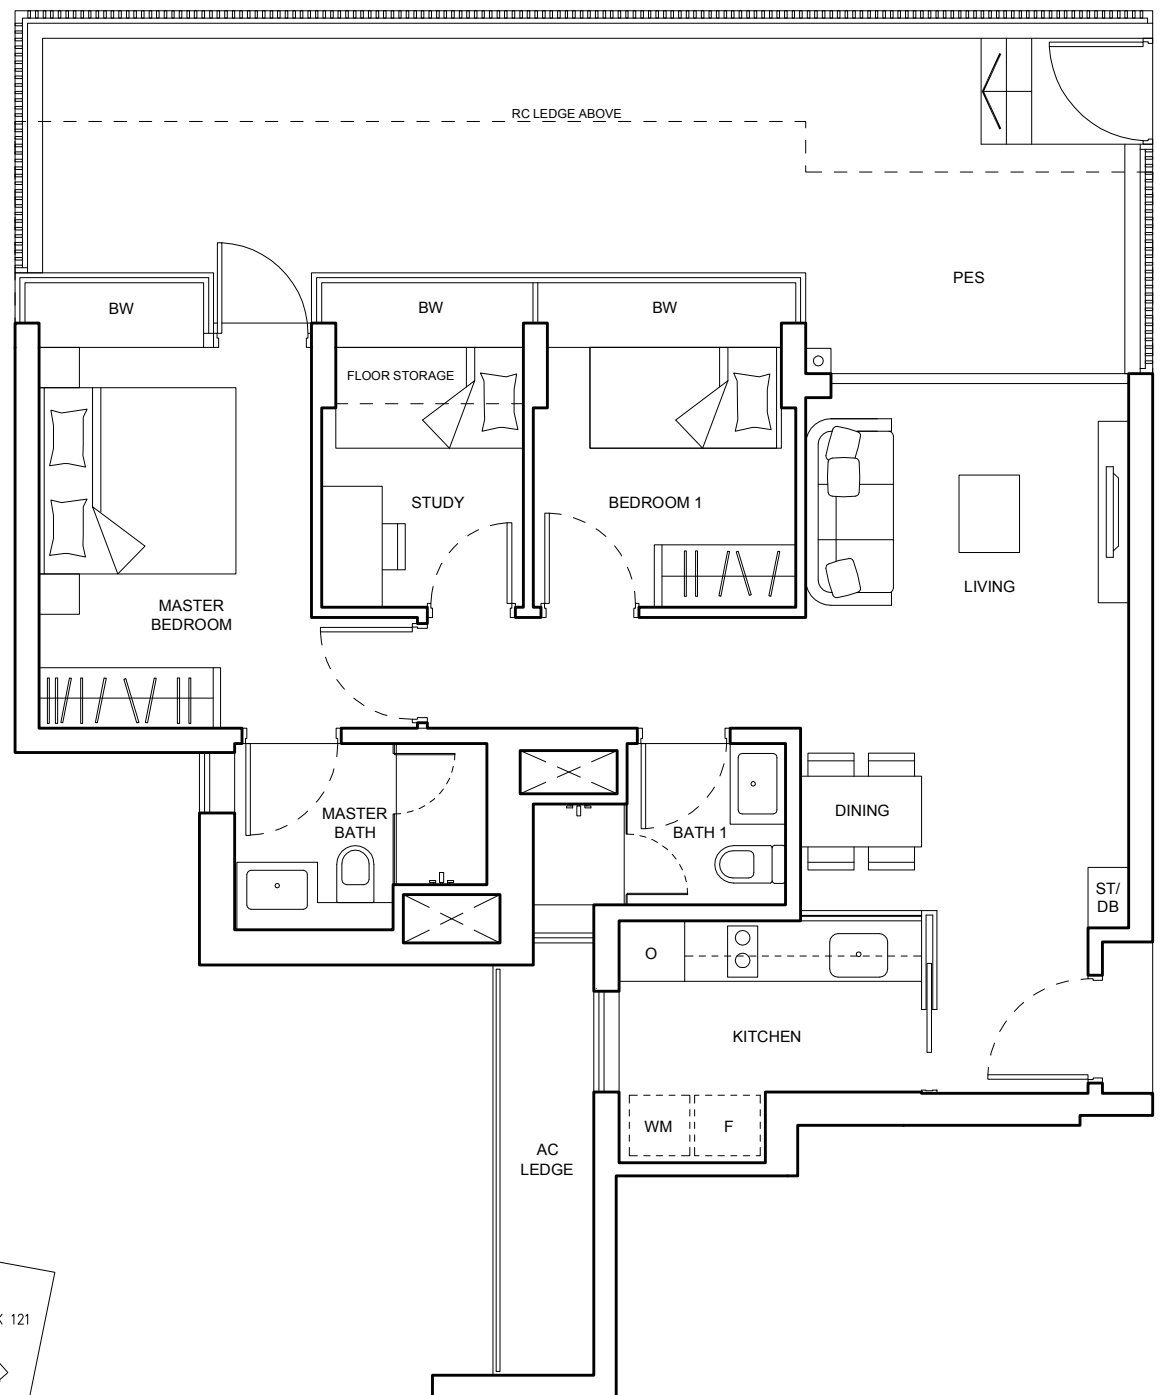 RC LEDGE ABOVE
PES
BW
BW
BW
FLOOR STORAGE
STUDY
BEDROOM 1
LIVING
MASTER
BEDROOM
MASTER
BATH
BATH 1
DINING
ST/
DB
O
KITCHEN
WM
F
AC
LEDGE
121